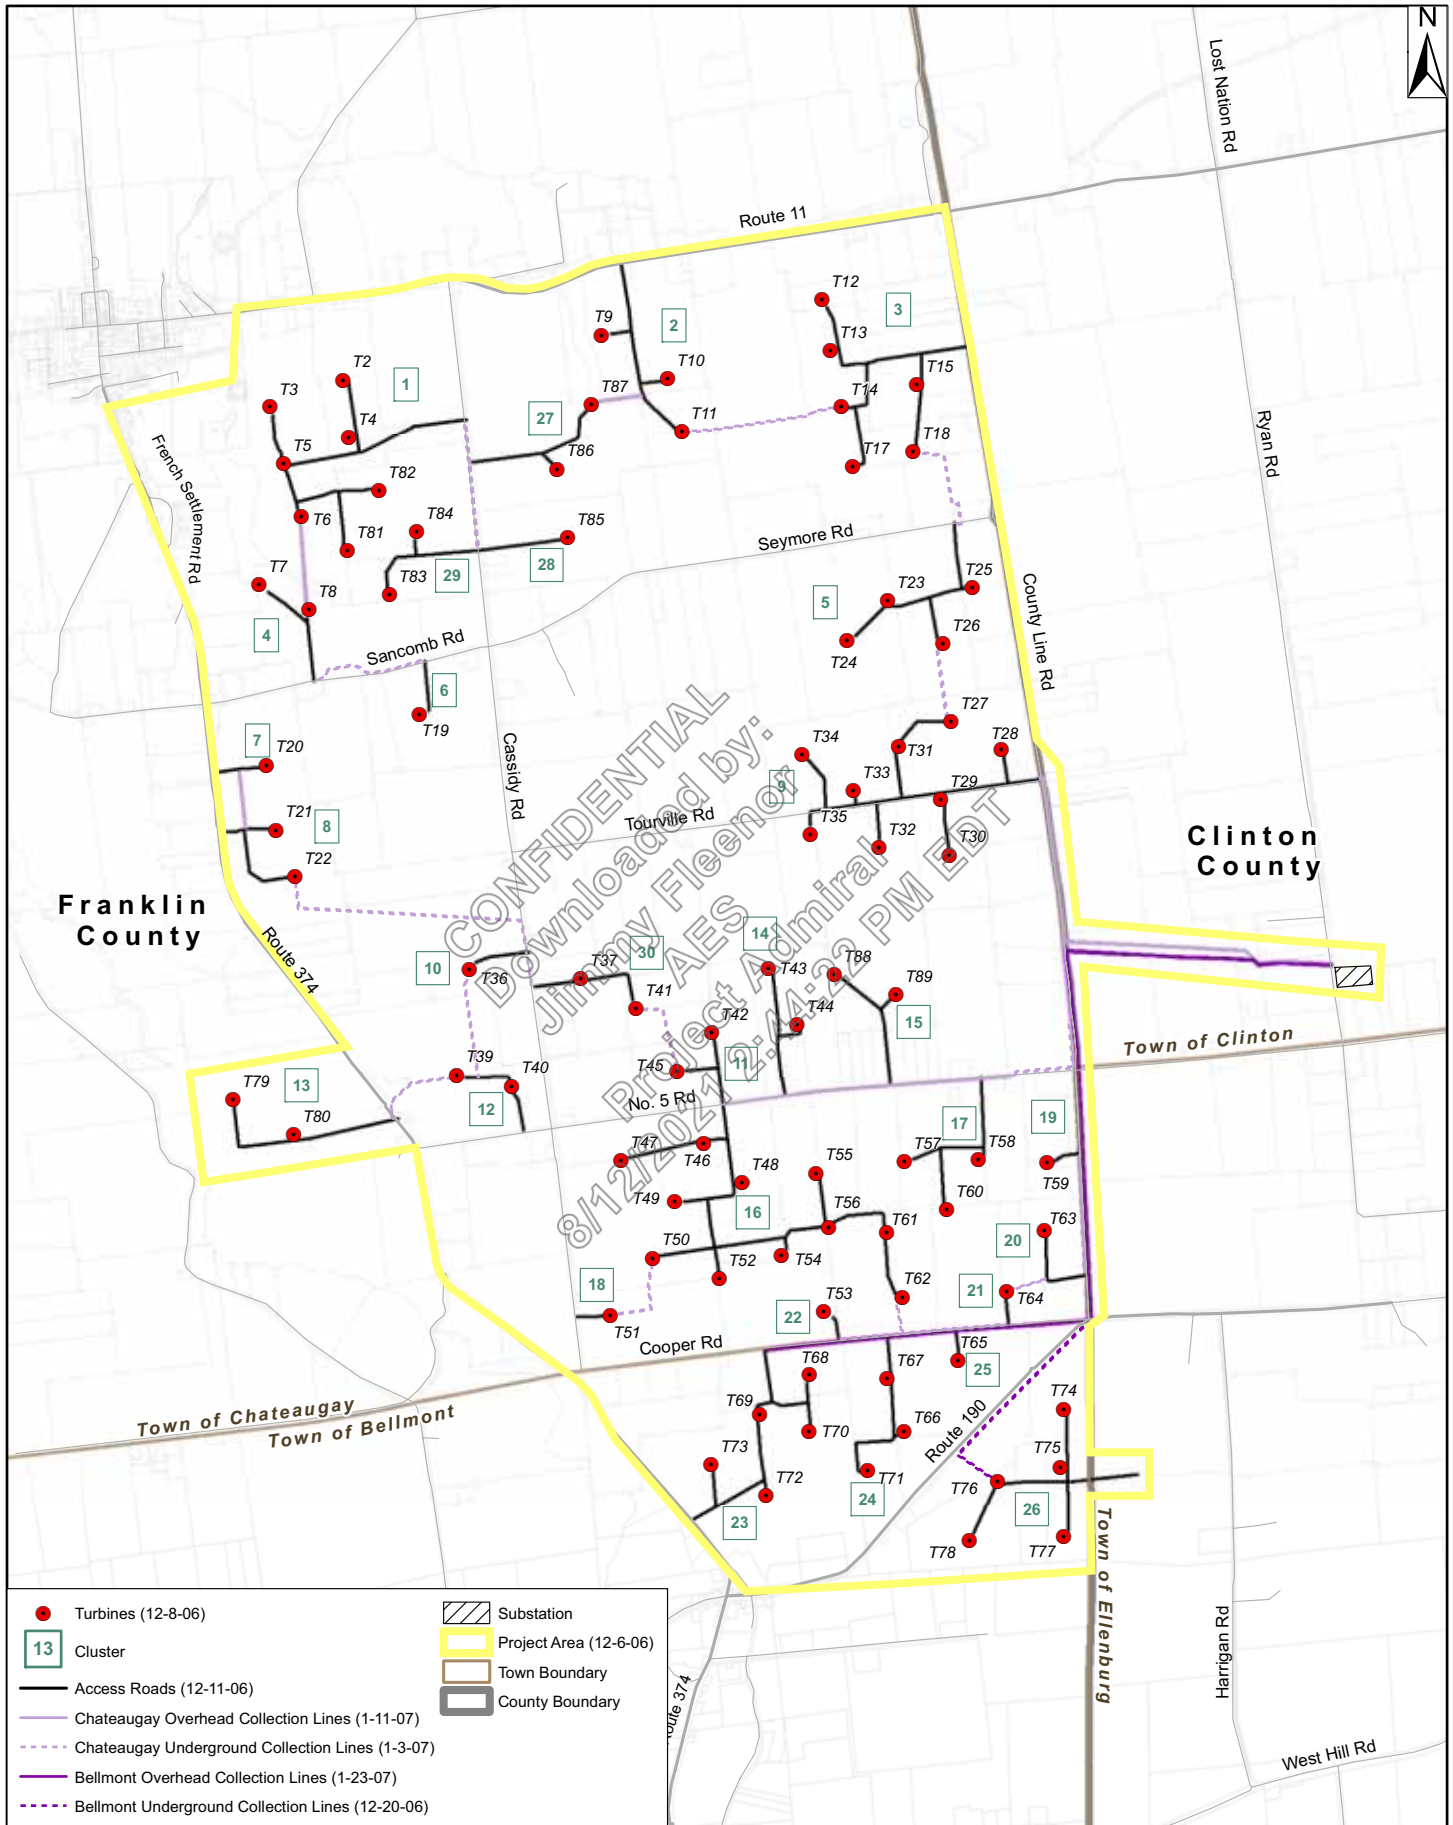 N
Lost Nation Rd
Route 11
T12
3
T9
2
T13
T2
T10
T15
1
T3
T87
T14
T4
27
T11
T18
T5
T86
T17
French Settlement Rd
T82
Ryan Rd
T6
T84
T85
T81
Seymore Rd
28
29
T7
T83
T25
T8
T23
5
County Line Rd
4
T26
Sancomb Rd
T24
6
T19
T27
7
T20
Cassidy Rd
T34
T31
T28
T33
9
T29
T21
8
Tourville Rd
T35
T32
T30
T22
Clinton
County
Franklin
County
CONFIDENTIAL
Downloaded by:
Jimmy Fleenor
AES
Project Admiral
8/12/2021 2:44:22 PM EDT
Route 374
14
10
30
T36
T37
T43
T88
T89
T41
T44
15
T42
Town of Clinton
T39
T45
11
T79
13
T40
12
No. 5 Rd
T80
17
19
T47
T46
T57
T58
T59
T48
T55
T49
16
T56
T60
T61
T63
20
T50
T52
T54
18
T62
21
T64
T51
22
T53
Cooper Rd
T65
T68
T67
25
T69
Town of Chateaugay
Town of Bellmont
T74
T70
T66
Route 190
T73
T75
T72
T71
T76
24
26
23
T78
T77
Town of Ellenburg
Harrigan Rd
West Hill Rd
oute 374
Turbines (12-8-06)
13
Cluster
Access Roads (12-11-06)
Chateaugay Overhead Collection Lines (1-11-07)
Chateaugay Underground Collection Lines (1-3-07)
Bellmont Overhead Collection Lines (1-23-07)
Bellmont Underground Collection Lines (12-20-06)
Substation
Project Area (12-6-06)
Town Boundary
County Boundary